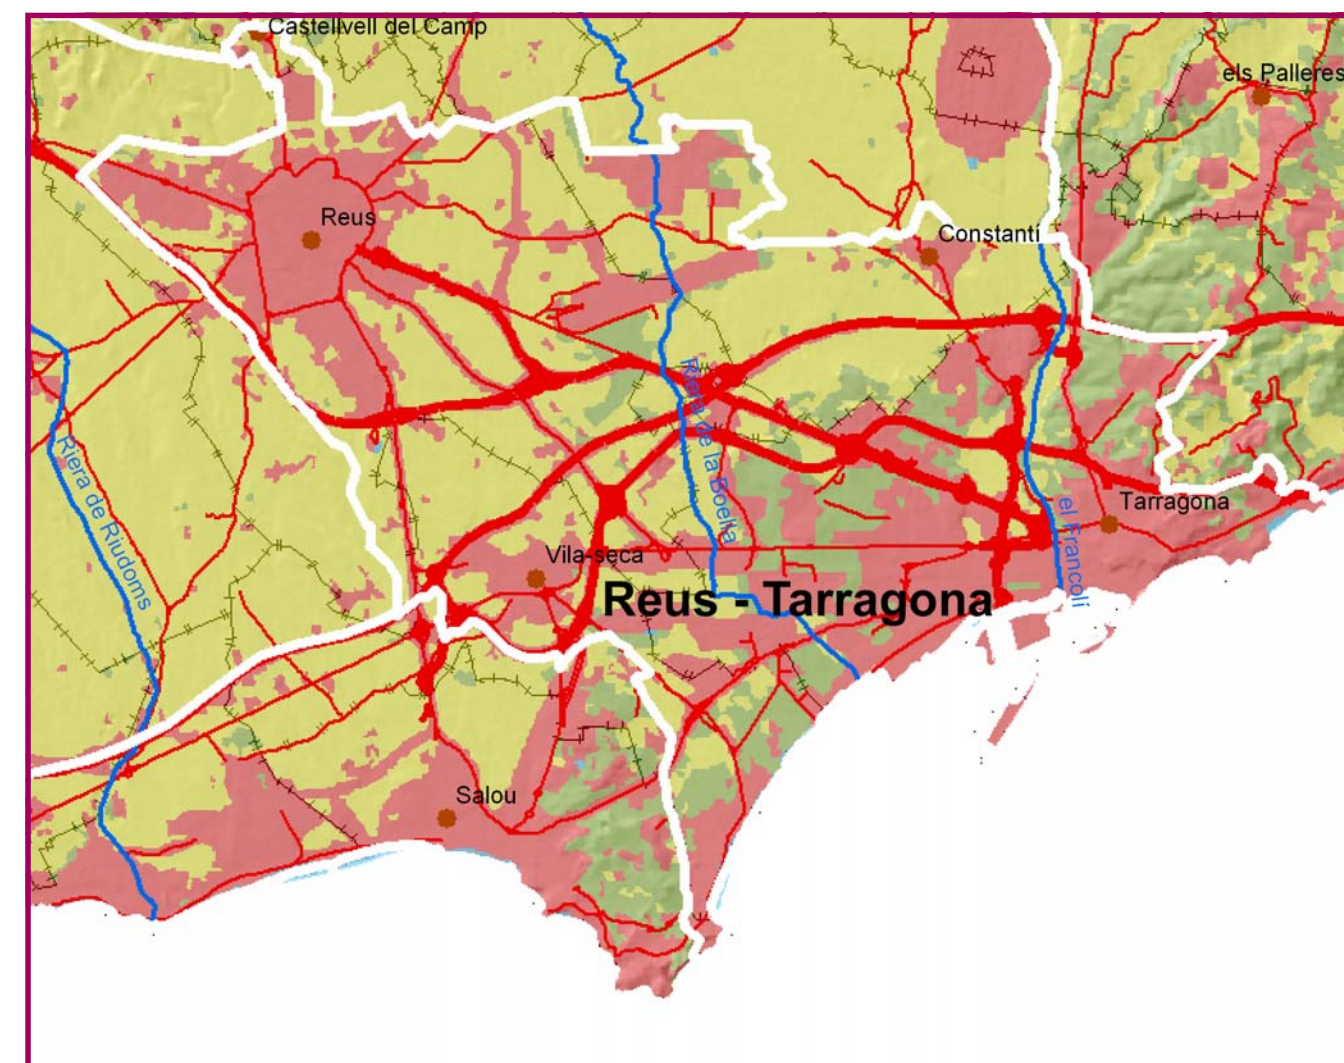 Castellvell del Camp
els Palleres
Reus
Constantí
Riera de la Boella
Riera de Riudoms
Tarragona
el Francolí
Vila-seca
Reus - Tarragona
Salou